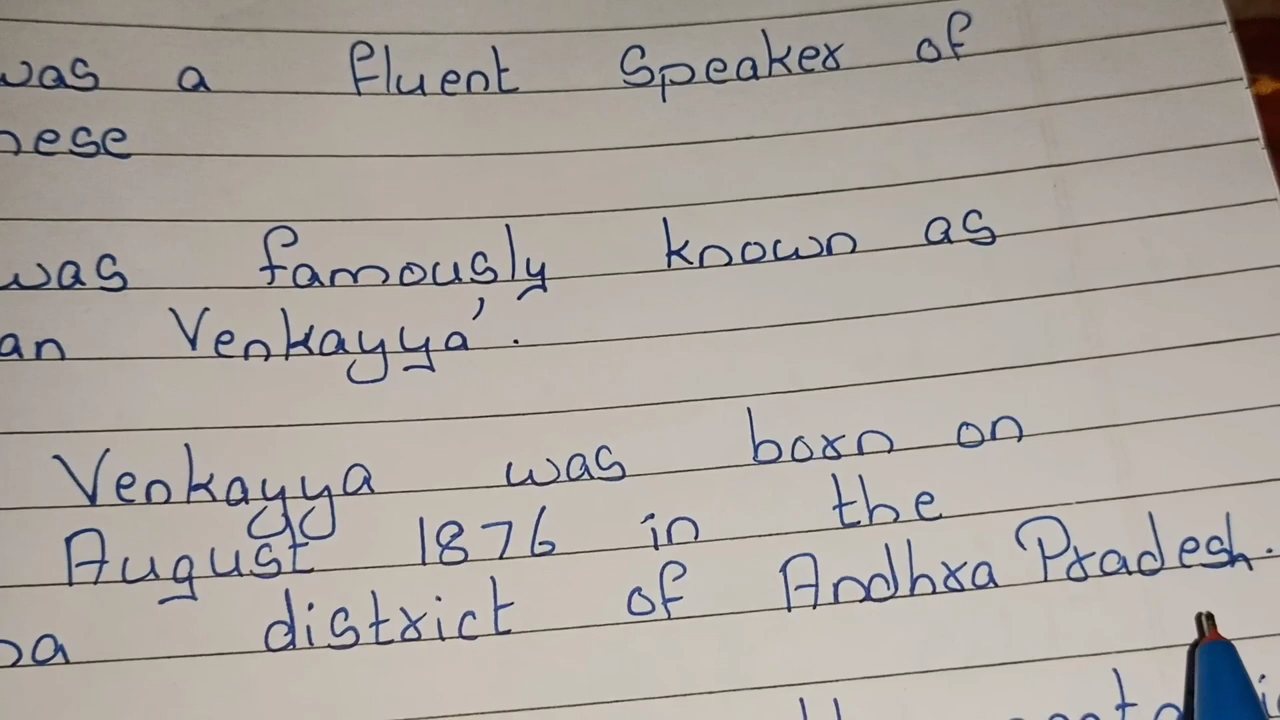 was a fluent Speaker of
nese
was famously known as
an Venkayya'.
Venkayya was born on
August 1876 in the
na district of Andhra Pradesh.